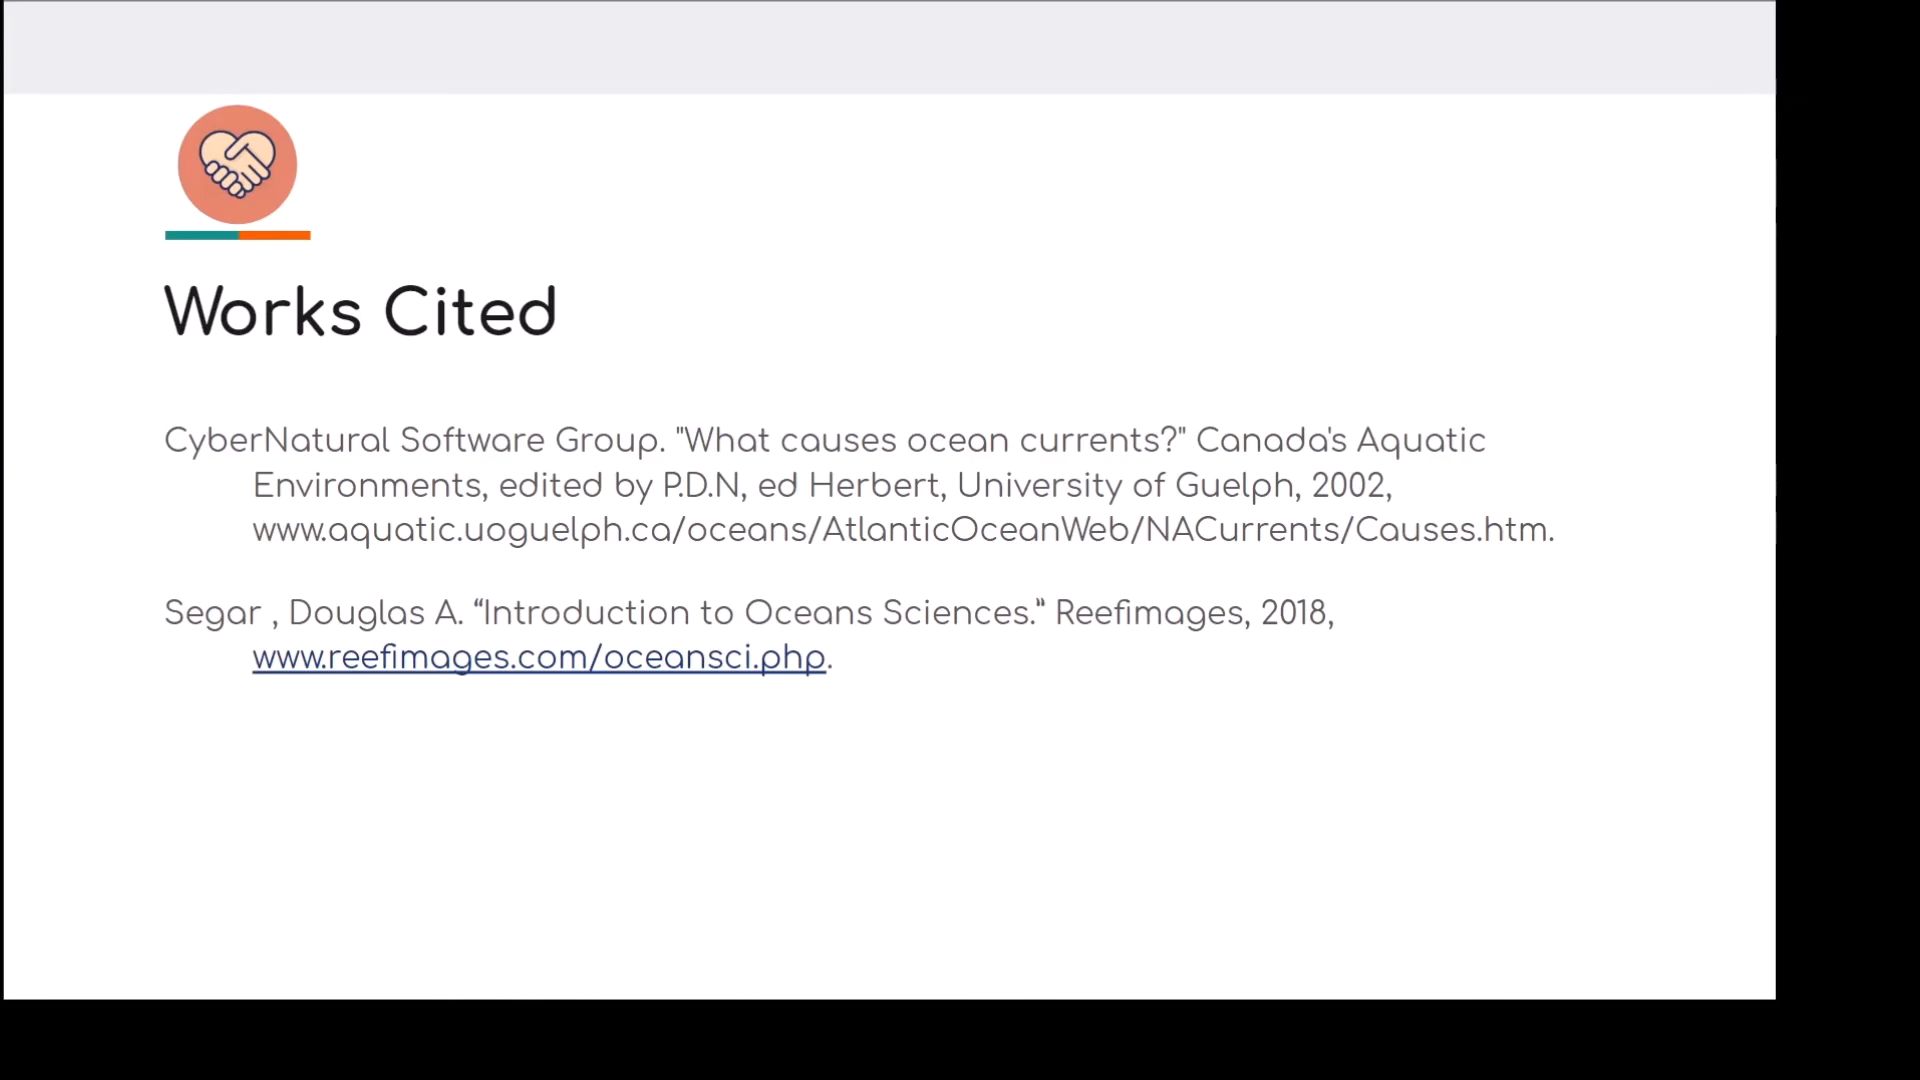 Works Cited
CyberNatural Software Group. "What causes ocean currents?" Canada's Aquatic
Environments, edited by P.D.N, ed Herbert, University of Guelph, 2002,
www.aquatic.uoguelph.ca/oceans/AtlanticOceanWeb/NACurrents/Causes.htm.
Segar , Douglas A. “Introduction to Oceans Sciences.” Reefimages, 2018,
www.reefimages.com/oceansci.php.